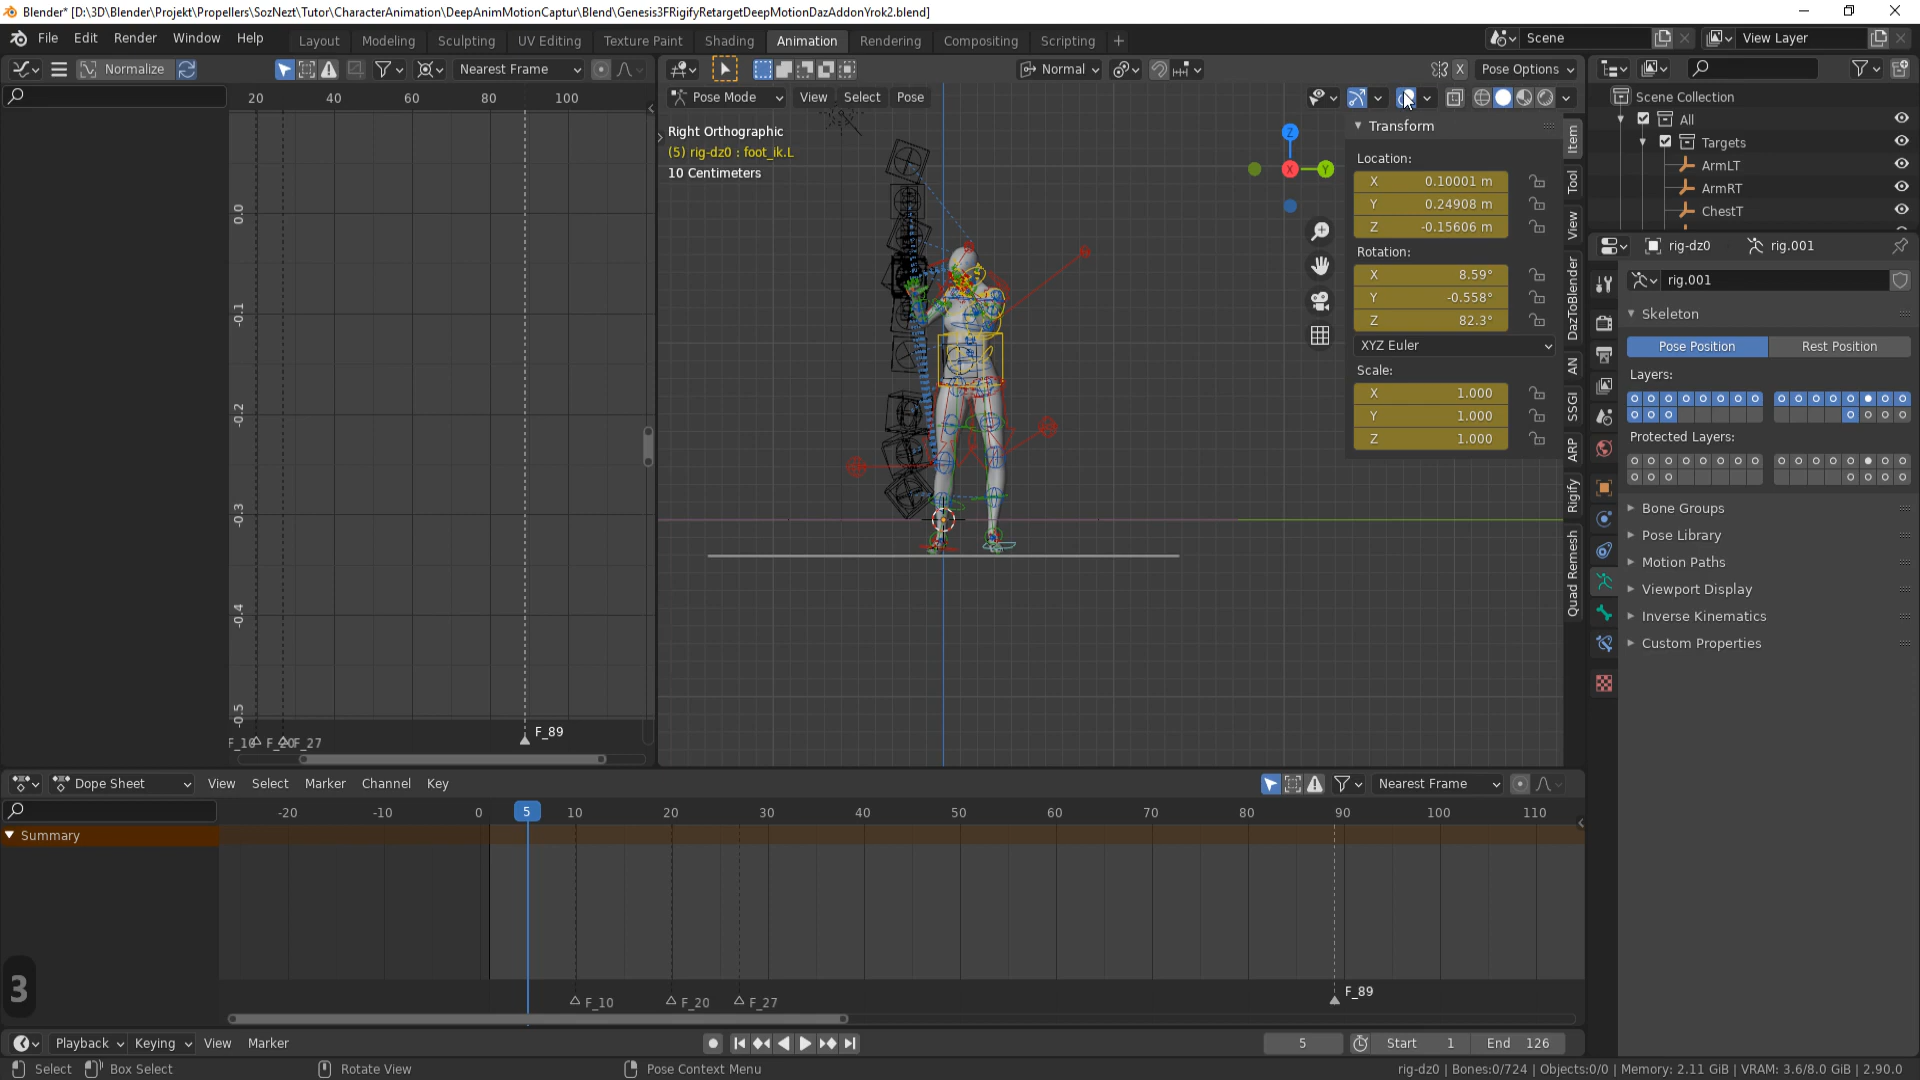 Blender* [D:\3D\Blender\Projekt\Propellers\SozNezt\Tutor\CharacterAnimation\DeepAnimMotionCaptur\Blend\Genesis3FRigifyRetargetDeepMotionDazAddonYrok2.blend]
File Edit Render Window Help
Layout Modeling Sculpting UV Editing Texture Paint Shading Animation Rendering Compositing Scripting +
Scene View Layer
Normalize Nearest Frame
Normal X Pose Options
20 40 60 80 100
Pose Mode View Select Pose
Right Orthographic
(5) rig-dz0 : foot_ik.L
10 Centimeters
Z
X
Y
Transform
Location:
X 0.10001 m
Y 0.24908 m
Z -0.15606 m
Rotation:
X 8.59°
Y -0.558°
Z 82.3°
XYZ Euler
Scale:
X 1.000
Y 1.000
Z 1.000
Item
Tool
View
DazToBlender
AN
SSGI
ARP
Rigify
Quad Remesh
0.0
-0.1
-0.2
-0.3
-0.4
-0.5
F_10 F_20 F_27
F_89
Scene Collection
All
Targets
ArmLT
ArmRT
ChestT
rig-dz0 rig.001
rig.001
Skeleton
Pose Position Rest Position
Layers:
Protected Layers:
Bone Groups
Pose Library
Motion Paths
Viewport Display
Inverse Kinematics
Custom Properties
Dope Sheet View Select Marker Channel Key Nearest Frame
-20 -10 0 5 10 20 30 40 50 60 70 80 90 100 110
Summary
3
F_10 F_20 F_27 F_89
Playback Keying View Marker 5 Start 1 End 126
Select Box Select Rotate View Pose Context Menu rig-dz0 | Bones:0/724 | Objects:0/0 | Memory: 2.11 GiB | VRAM: 3.6/8.0 GiB | 2.90.0